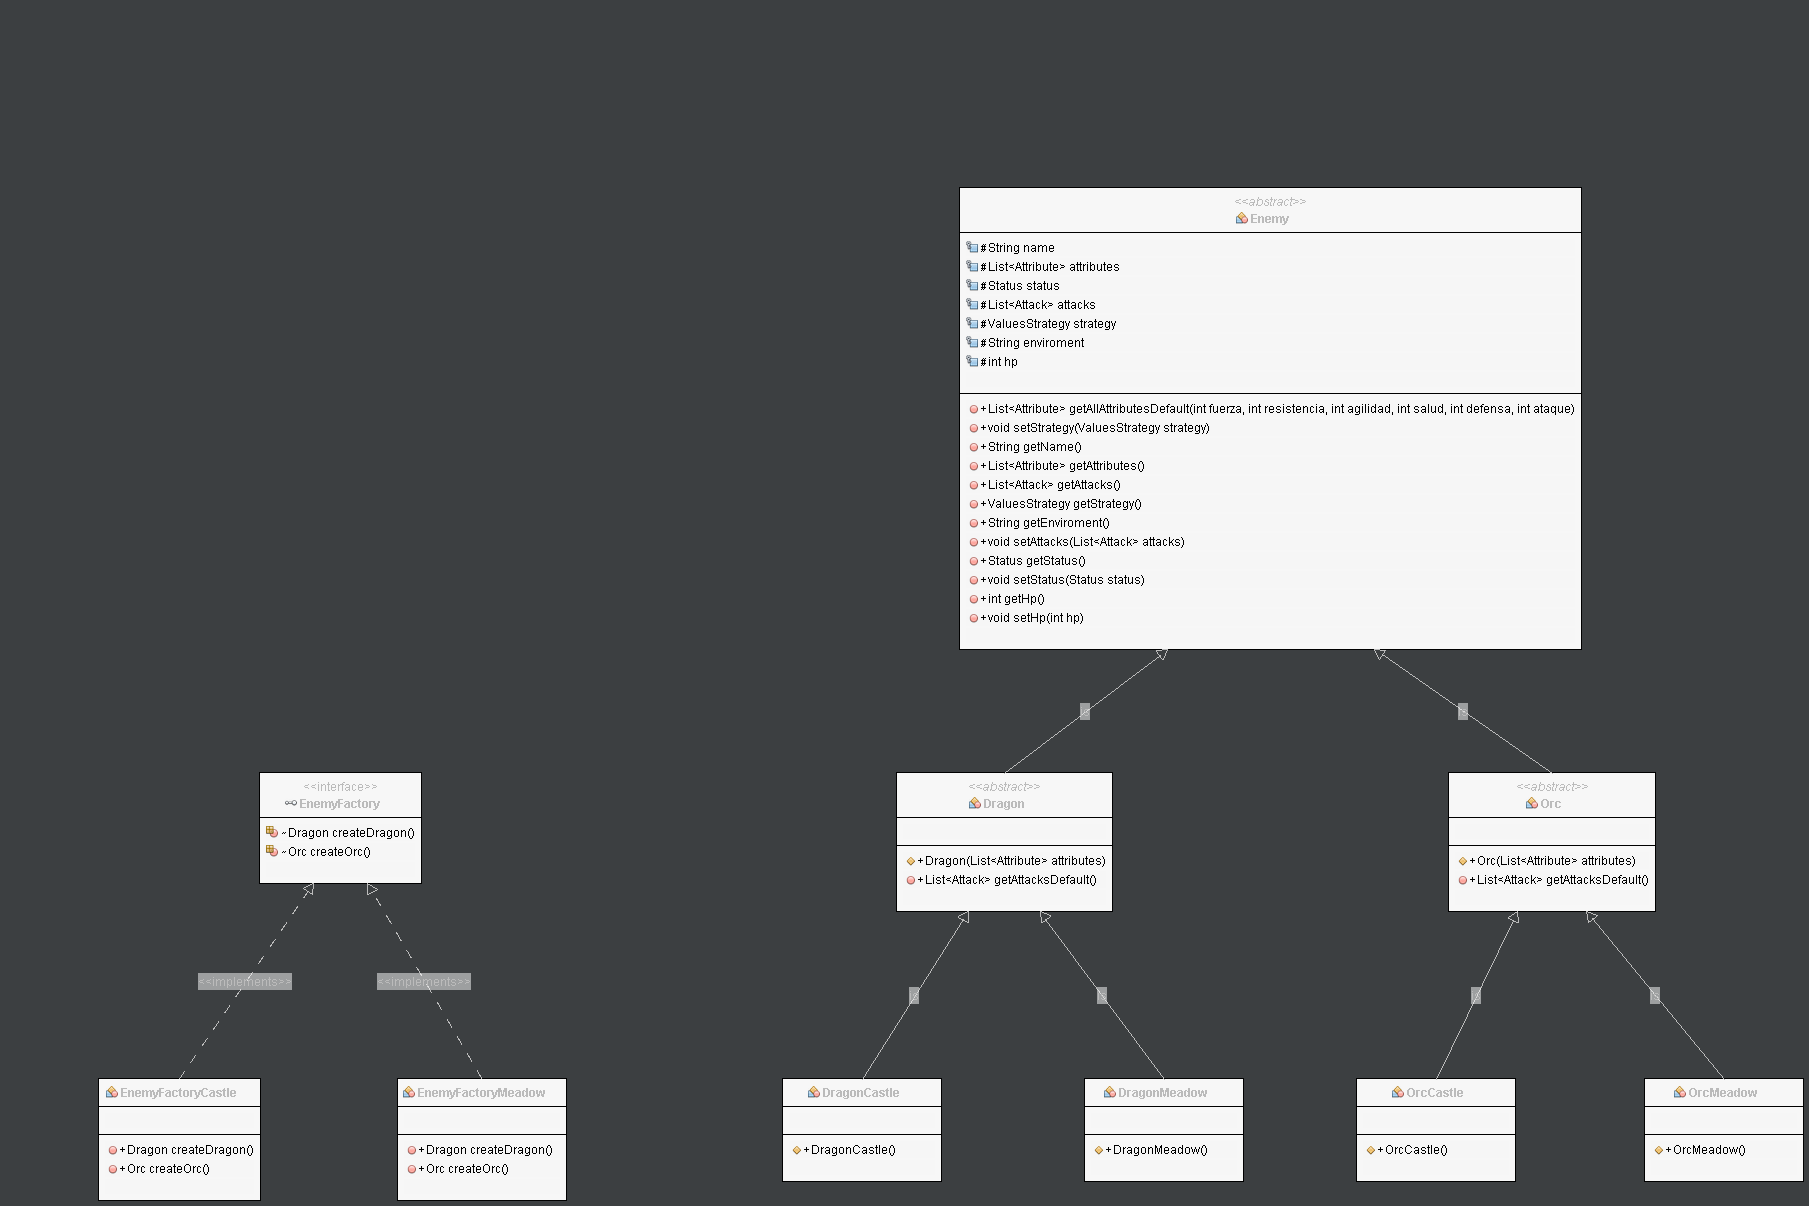 <<abstract>>
Enemy
#String name
#List<Attribute> attributes
#Status status
#List<Attack> attacks
#ValuesStrategy strategy
#String enviroment
#int hp
+List<Attribute> getAllAttributesDefault(int fuerza, int resistencia, int agilidad, int salud, int defensa, int ataque)
+void setStrategy(ValuesStrategy strategy)
+String getName()
+List<Attribute> getAttributes()
+List<Attack> getAttacks()
+ValuesStrategy getStrategy()
+String getEnviroment()
+void setAttacks(List<Attack> attacks)
+Status getStatus()
+void setStatus(Status status)
+int getHp()
+void setHp(int hp)
<<interface>>
EnemyFactory
~Dragon createDragon()
~Orc createOrc()
<<abstract>>
Dragon
+Dragon(List<Attribute> attributes)
+List<Attack> getAttacksDefault()
<<abstract>>
Orc
+Orc(List<Attribute> attributes)
+List<Attack> getAttacksDefault()
<<implements>>
<<implements>>
EnemyFactoryCastle
+Dragon createDragon()
+Orc createOrc()
EnemyFactoryMeadow
+Dragon createDragon()
+Orc createOrc()
DragonCastle
+DragonCastle()
DragonMeadow
+DragonMeadow()
OrcCastle
+OrcCastle()
OrcMeadow
+OrcMeadow()